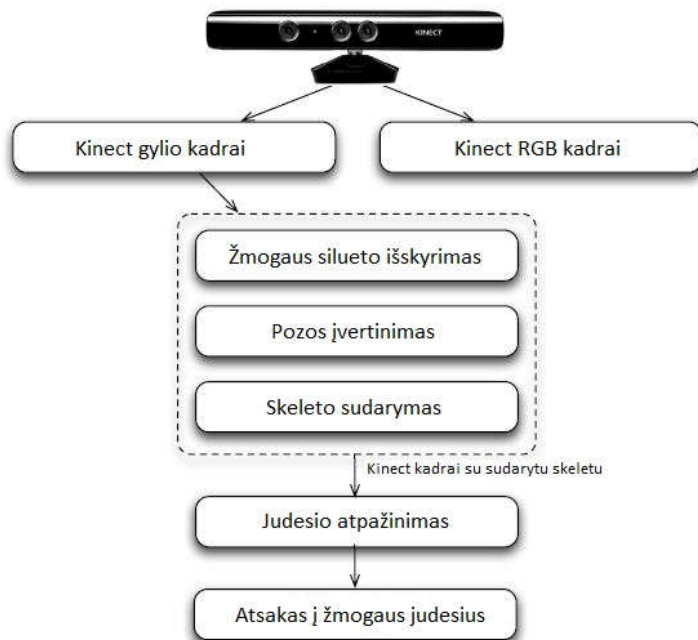 KINECT
Kinect gylio kadrai
Kinect RGB kadrai
Žmogaus silueto išskyrimas
Pozos įvertinimas
Skeleto sudarymas
Kinect kadrai su sudarytu skeletu
Judesio atpažinimas
Atsakas į žmogaus judesius